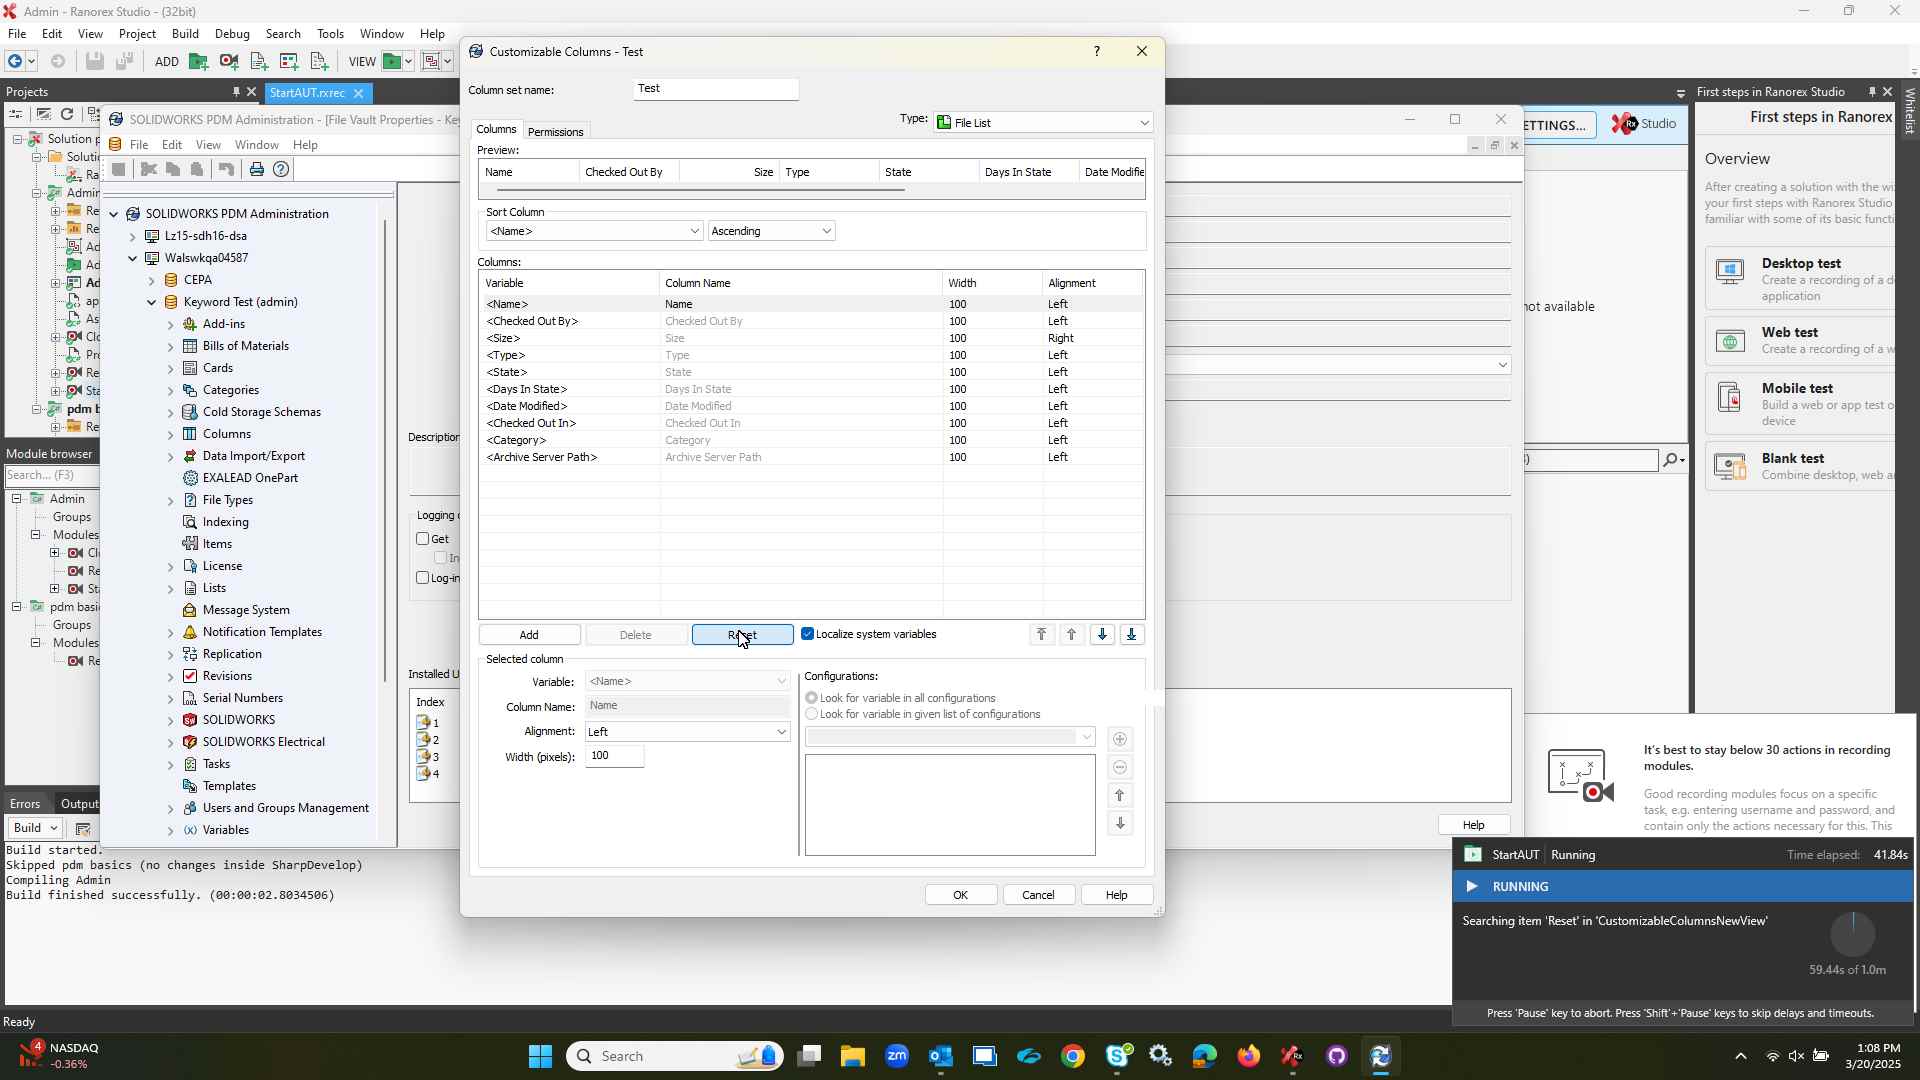 Admin - Ranorex Studio - (32bit)
File Edit View Project Build Debug Search Tools Window Help
ADD VIEW
Projects
StartAUT.rxrec
Solution
Admin
pdm
Module browser
Search... (F3)
Admin
Groups
Modules
pdm
Groups
Modules
Errors Output
Build
Build started.
Skipped pdm basics (no changes inside SharpDevelop)
Compiling Admin
Build finished successfully. (00:00:02.8034506)
Ready
SOLIDWORKS PDM Administration - [File Vault Properties -
File Edit View Window Help
SOLIDWORKS PDM Administration
Lz15-sdh16-dsa
Walswkqa04587
CEPA
Keyword Test (admin)
Add-ins
Bills of Materials
Cards
Categories
Cold Storage Schemas
Columns
Data Import/Export
EXALEAD OnePart
File Types
Indexing
Items
License
Lists
Message System
Notification Templates
Replication
Revisions
Serial Numbers
SOLIDWORKS
SOLIDWORKS Electrical
Tasks
Templates
Users and Groups Management
Variables
Description
Logging
Get
Log-in
Installed
Index
1
2
3
4
Help
Customizable Columns - Test
Column set name: Test
Type: File List
Columns Permissions
Preview:
Name Checked Out By Size Type State Days In State Date Modifie
Sort Column
<Name> Ascending
Columns:
Variable Column Name Width Alignment
<Name> Name 100 Left
<Checked Out By> Checked Out By 100 Left
<Size> Size 100 Right
<Type> Type 100 Left
<State> State 100 Left
<Days In State> Days In State 100 Left
<Date Modified> Date Modified 100 Left
<Checked Out In> Checked Out In 100 Left
<Category> Category 100 Left
<Archive Server Path> Archive Server Path 100 Left
Add Delete Reset Localize system variables
Selected column
Variable: <Name>
Column Name: Name
Alignment: Left
Width (pixels): 100
Configurations:
Look for variable in all configurations
Look for variable in given list of configurations
OK Cancel Help
ETTINGS...
Studio
not available
First steps in Ranorex Studio
Whitelist
First steps in Ranorex
Overview
After creating a solution with the wi
your first steps with Ranorex Studio
familiar with some of its basic functi
Desktop test
Create a recording of a de
application
Web test
Create a recording of a w
Mobile test
Build a web or app test o
device
Blank test
Combine desktop, web a
It's best to stay below 30 actions in recording
modules.
Good recording modules focus on a specific
task, e.g. entering username and password, and
contain only the actions necessary for this. This
StartAUT Running Time elapsed: 41.84s
RUNNING
Searching item 'Reset' in 'CustomizableColumnsNewView'
59.44s of 1.0m
Press 'Pause' key to abort. Press 'Shift'+'Pause' keys to skip delays and timeouts.
4
NASDAQ
-0.36%
Search
zm
1:08 PM
3/20/2025